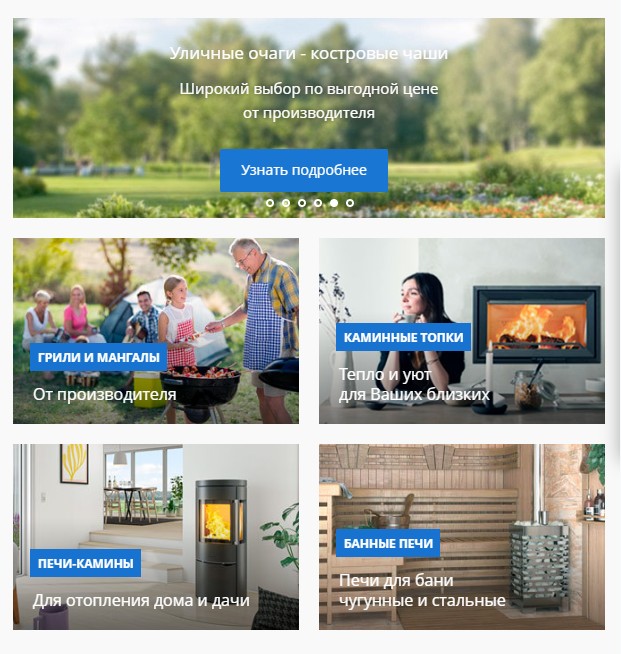 Уличные очаги - костровые чаши
Широкий выбор по выгодной цене
от производителя
Узнать подробнее
ГРИЛИ И МАНГАЛЫ
От производителя
КАМИННЫЕ ТОПКИ
Тепло и уют
для Ваших близких
ПЕЧИ-КАМИНЫ
Для отопления дома и дачи
БАННЫЕ ПЕЧИ
Печи для бани
чугунные и стальные